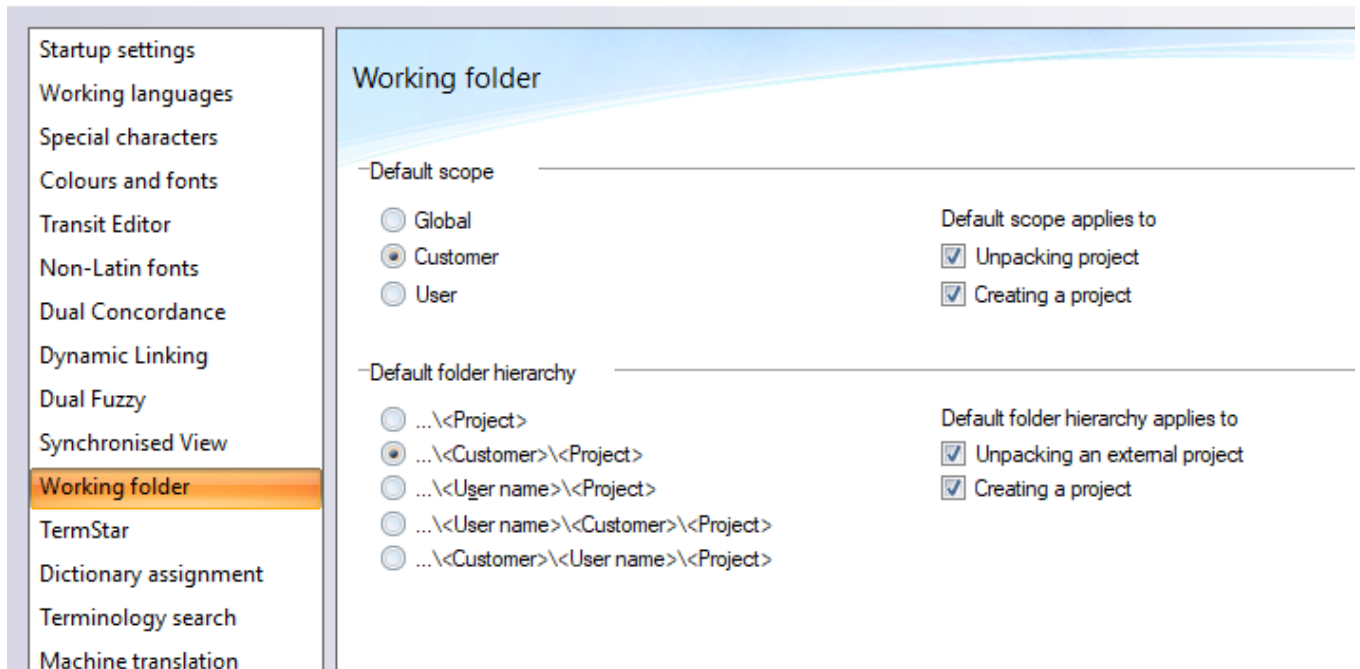 Startup settings
Working languages
Special characters
Colours and fonts
Transit Editor
Non-Latin fonts
Dual Concordance
Dynamic Linking
Dual Fuzzy
Synchronised View
Working folder
TermStar
Dictionary assignment
Terminology search
Machine translation
Working folder
Default scope
Global
Customer
User
Default scope applies to
Unpacking project
Creating a project
Default folder hierarchy
...\<Project>
...\<Customer>\<Project>
...\<User name>\<Project>
...\<User name>\<Customer>\<Project>
...\<Customer>\<User name>\<Project>
Default folder hierarchy applies to
Unpacking an external project
Creating a project